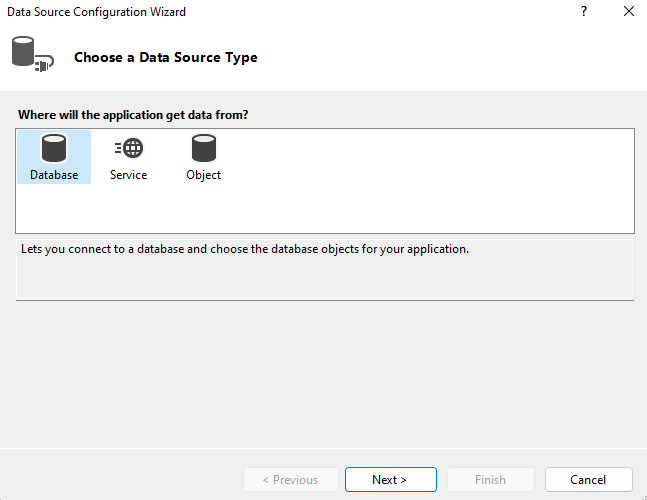 Data Source Configuration Wizard
?
Choose a Data Source Type
Where will the application get data from?
Database Service Object
Lets you connect to a database and choose the database objects for your application.
< Previous Next > Finish Cancel